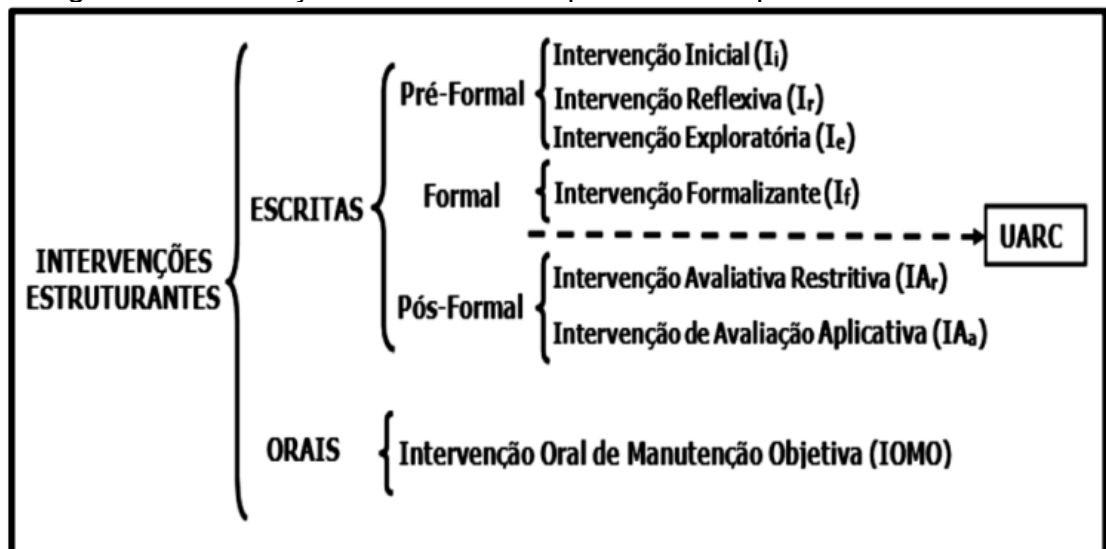 Intervenção Inicial (Iᵢ)
Pré-Formal
Intervenção Reflexiva (Iᵣ)
Intervenção Exploratória (Iₑ)
ESCRITAS
Formal
Intervenção Formalizante (If)
UARC
INTERVENÇÕES
ESTRUTURANTES
Intervenção Avaliativa Restritiva (IAᵣ)
Pós-Formal
Intervenção de Avaliação Aplicativa (IAₐ)
ORAIS
Intervenção Oral de Manutenção Objetiva (IOMO)